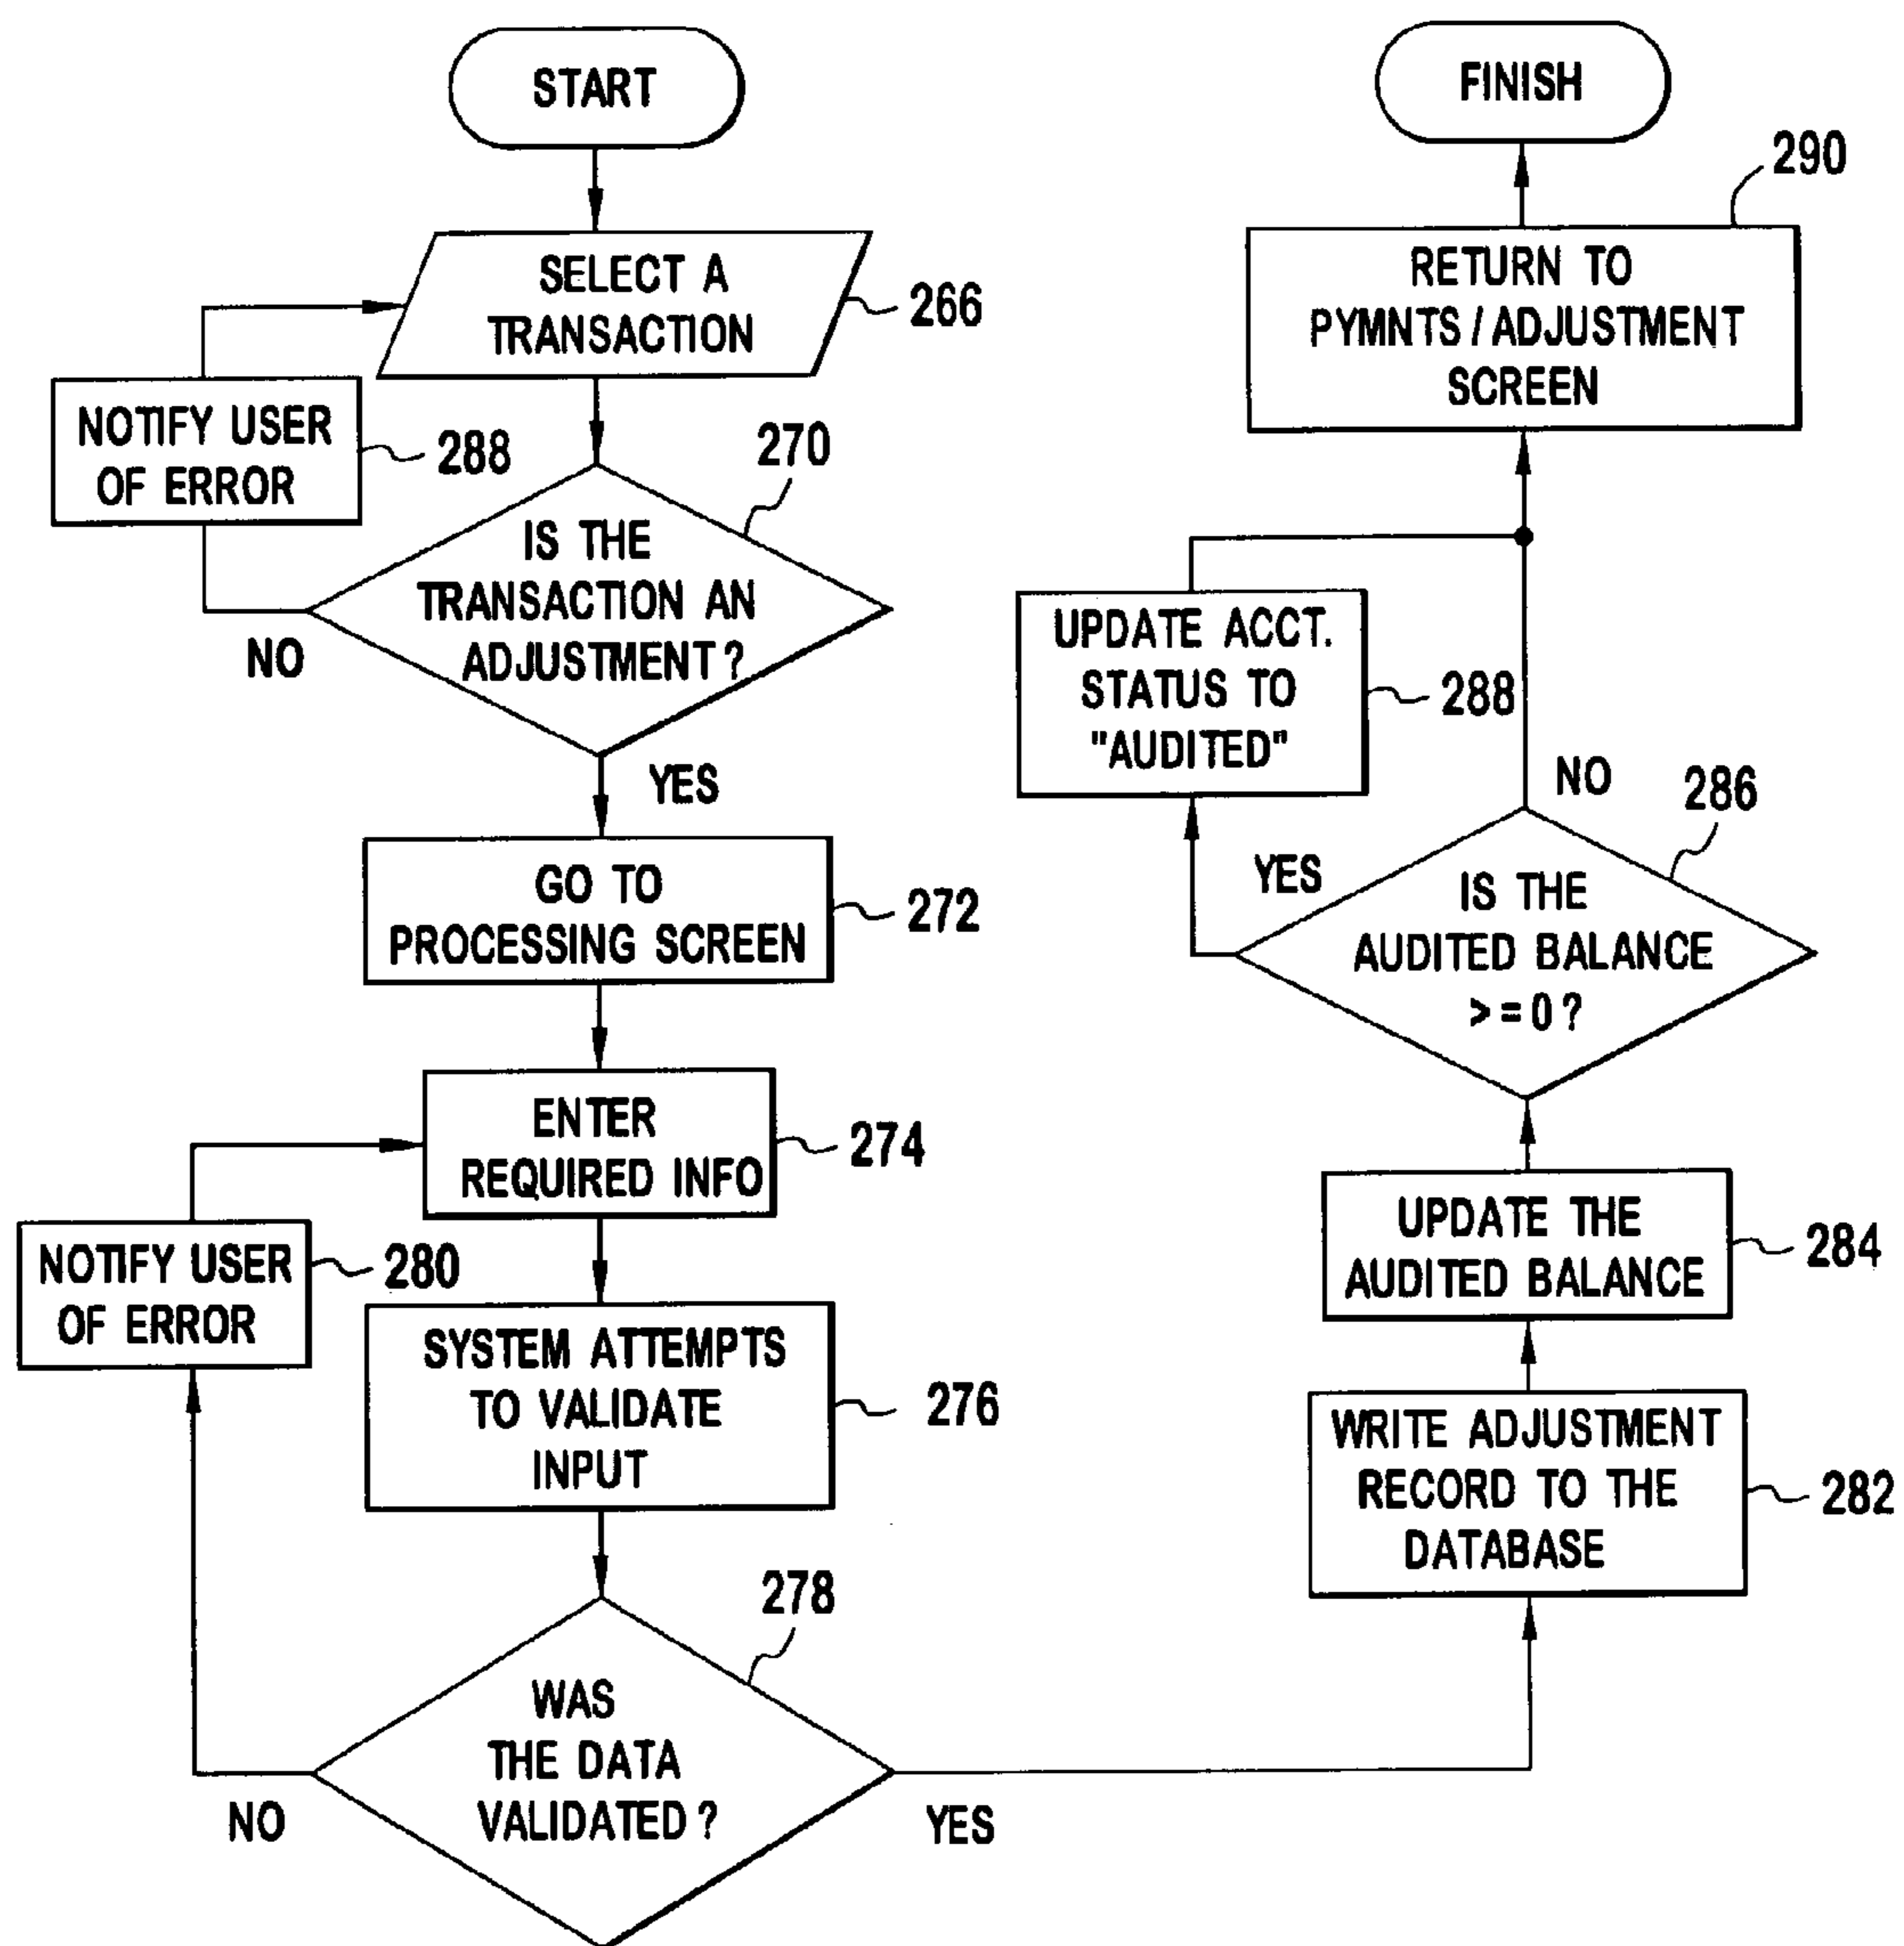 START
SELECT A
TRANSACTION
266
NOTIFY USER
OF ERROR
288
270
IS THE
TRANSACTION AN
ADJUSTMENT?
NO
YES
GO TO
PROCESSING SCREEN
272
ENTER
REQUIRED INFO
274
NOTIFY USER
OF ERROR
280
SYSTEM ATTEMPTS
TO VALIDATE
INPUT
276
278
WAS
THE DATA
VALIDATED?
NO
YES
WRITE ADJUSTMENT
RECORD TO THE
DATABASE
282
UPDATE THE
AUDITED BALANCE
284
286
IS THE
AUDITED BALANCE
>=0?
YES
NO
UPDATE ACCT.
STATUS TO
"AUDITED"
288
RETURN TO
PYMNTS/ADJUSTMENT
SCREEN
290
FINISH